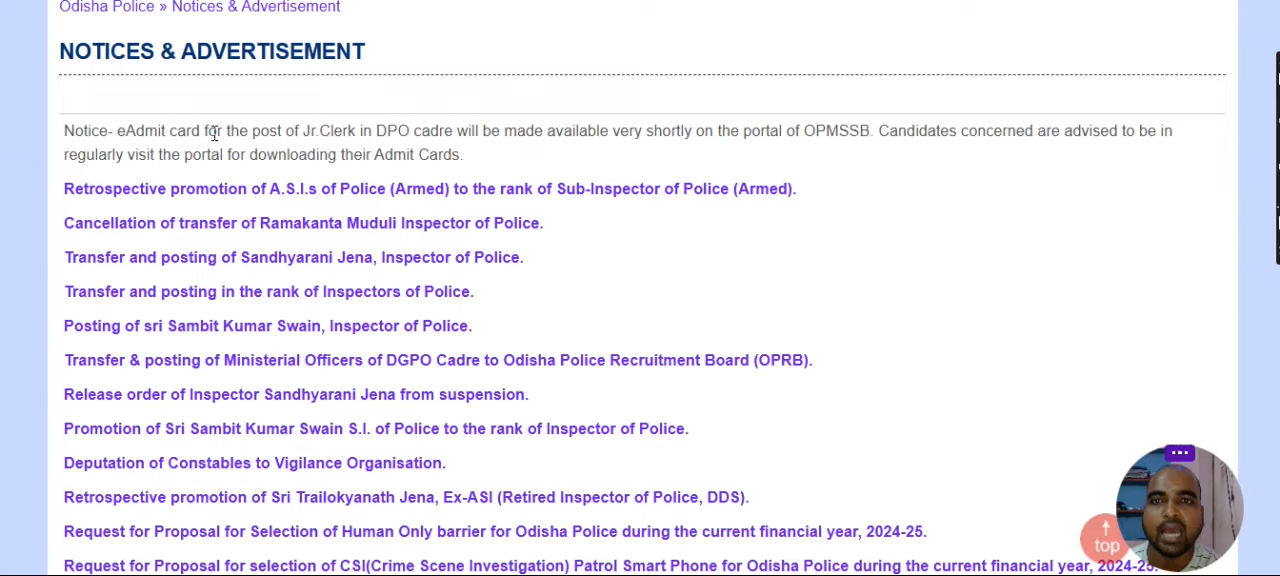 Odisha Police » Notices & Advertisement
NOTICES & ADVERTISEMENT
Notice- eAdmit card for the post of Jr.Clerk in DPO cadre will be made available very shortly on the portal of OPMSSB. Candidates concerned are advised to be in
regularly visit the portal for downloading their Admit Cards.
Retrospective promotion of A.S.I.s of Police (Armed) to the rank of Sub-Inspector of Police (Armed).
Cancellation of transfer of Ramakanta Muduli Inspector of Police.
Transfer and posting of Sandhyarani Jena, Inspector of Police.
Transfer and posting in the rank of Inspectors of Police.
Posting of sri Sambit Kumar Swain, Inspector of Police.
Transfer & posting of Ministerial Officers of DGPO Cadre to Odisha Police Recruitment Board (OPRB).
Release order of Inspector Sandhyarani Jena from suspension.
Promotion of Sri Sambit Kumar Swain S.I. of Police to the rank of Inspector of Police.
Deputation of Constables to Vigilance Organisation.
Retrospective promotion of Sri Trailokyanath Jena, Ex-ASI (Retired Inspector of Police, DDS).
Request for Proposal for Selection of Human Only barrier for Odisha Police during the current financial year, 2024-25.
top
Request for Proposal for selection of CSI(Crime Scene Investigation) Patrol Smart Phone for Odisha Police during the current financial year, 2024-25.